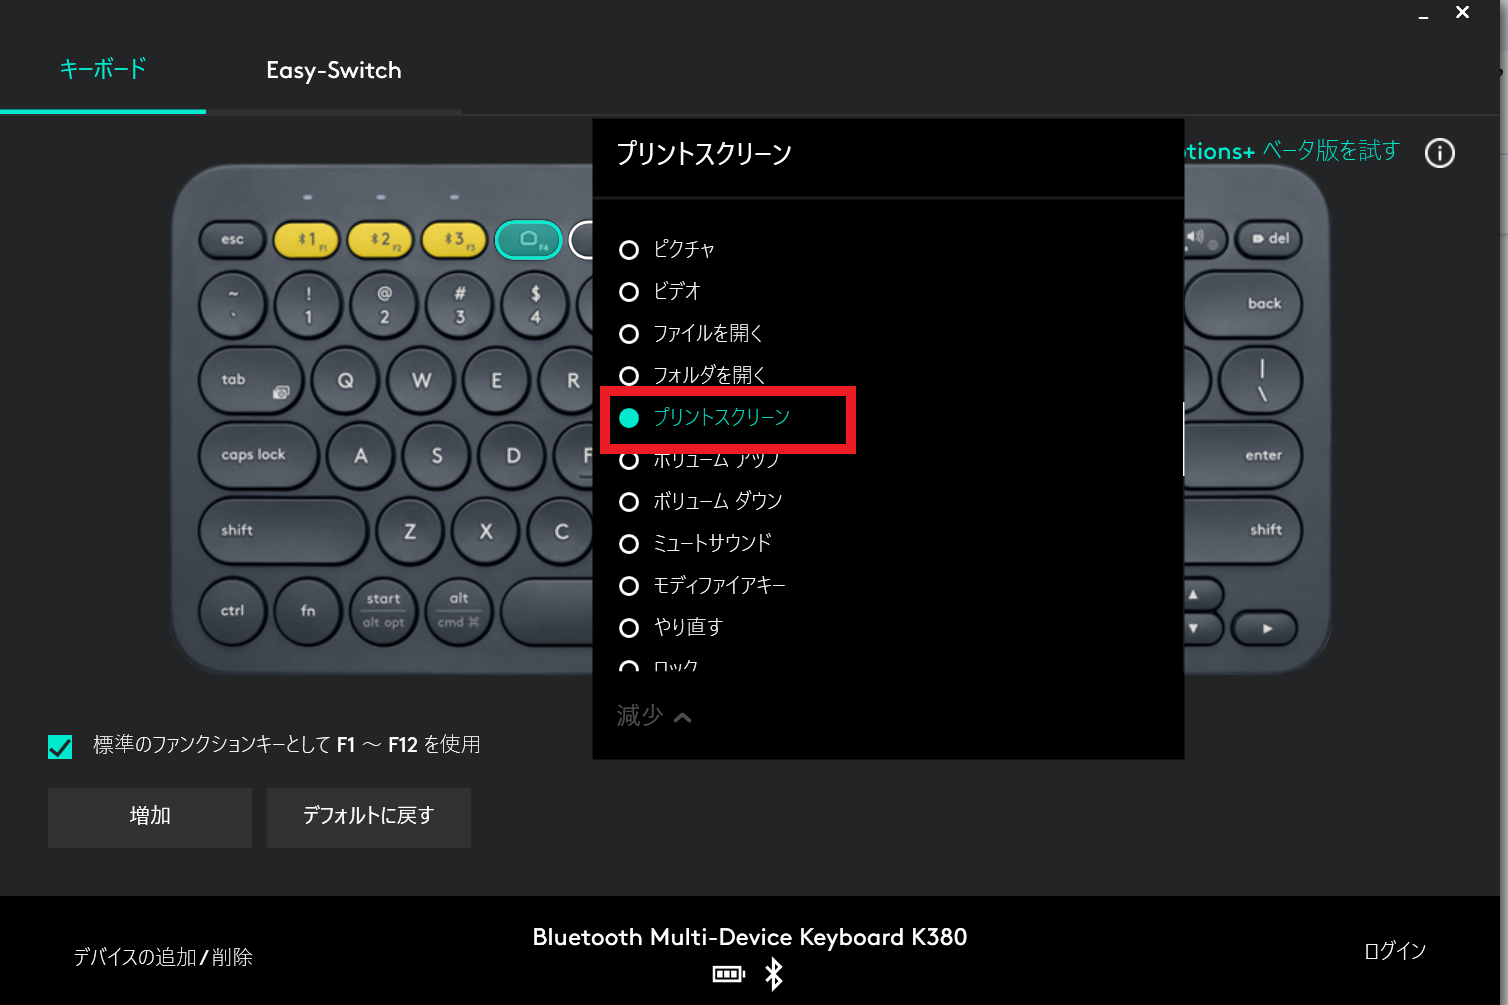 キーボード
Easy-Switch
tions+ ベータ版を試す
プリントスクリーン
ピクチャ
ビデオ
ファイルを開く
フォルダを開く
プリントスクリーン
ボリューム アップ
ボリューム ダウン
ミュートサウンド
モディファイアキー
やり直す
ロック
減少
esc
1 F1
2 F2
3 F3
F4
del
~ `
! 1
@ 2
# 3
$ 4
back
tab
Q
W
E
R
| \
caps lock
A
S
D
F
enter
shift
Z
X
C
shift
ctrl
fn
start
alt opt
alt
cmd ⌘
標準のファンクションキーとして F1 ～ F12 を使用
増加
デフォルトに戻す
デバイスの追加/削除
Bluetooth Multi-Device Keyboard K380
ログイン